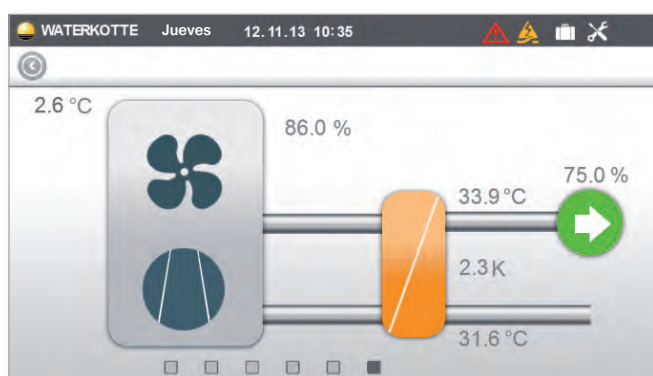 WATERKOTTE Jueves 12.11.13 10:35
2.6 °C
86.0 %
75.0 %
33.9 °C
2.3 K
31.6 °C